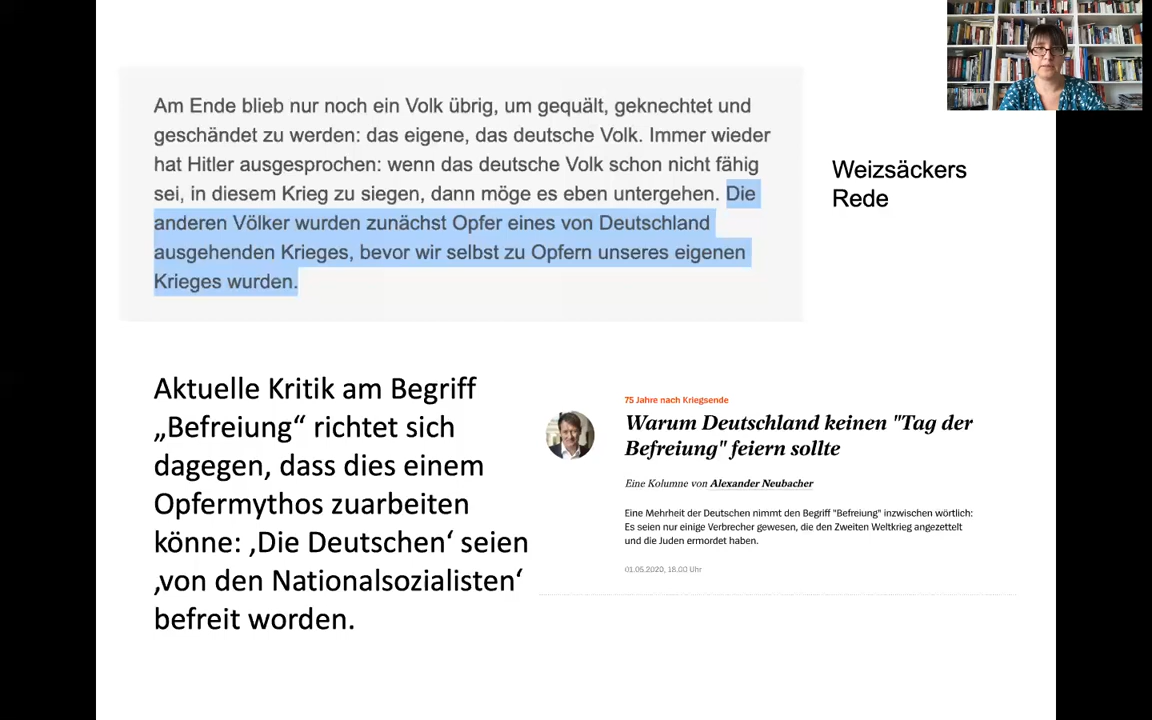 Am Ende blieb nur noch ein Volk übrig, um gequält, geknechtet und
geschändet zu werden: das eigene, das deutsche Volk. Immer wieder
hat Hitler ausgesprochen: wenn das deutsche Volk schon nicht fähig
sei, in diesem Krieg zu siegen, dann möge es eben untergehen. Die
anderen Völker wurden zunächst Opfer eines von Deutschland
ausgehenden Krieges, bevor wir selbst zu Opfern unseres eigenen
Krieges wurden.
Weizsäckers
Rede
Aktuelle Kritik am Begriff
„Befreiung“ richtet sich
dagegen, dass dies einem
Opfermythos zuarbeiten
könne: ‚Die Deutschen‘ seien
‚von den Nationalsozialisten‘
befreit worden.
75 Jahre nach Kriegsende
Warum Deutschland keinen "Tag der
Befreiung" feiern sollte
Eine Kolumne von Alexander Neubacher
Eine Mehrheit der Deutschen nimmt den Begriff "Befreiung" inzwischen wörtlich:
Es seien nur einige Verbrecher gewesen, die den Zweiten Weltkrieg angezettelt
und die Juden ermordet haben.
01.05.2020, 18.00 Uhr